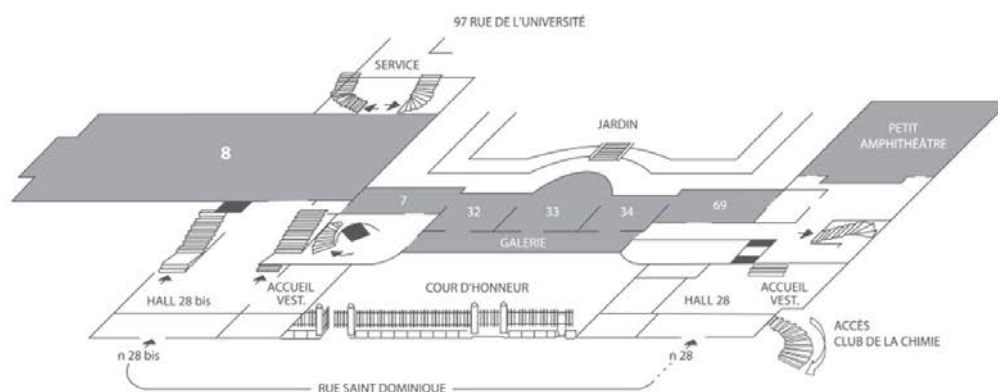 97 RUE DE L'UNIVERSITÉ
SERVICE
JARDIN
PETIT
AMPHITHÉÂTRE
8
7
32
33
34
69
GALERIE
HALL 28 bis
ACCUEIL
VEST.
COUR D'HONNEUR
HALL 28
ACCUEIL
VEST.
n 28 bis
n 28
ACCÈS
CLUB DE LA CHIMIE
RUE SAINT DOMINIQUE